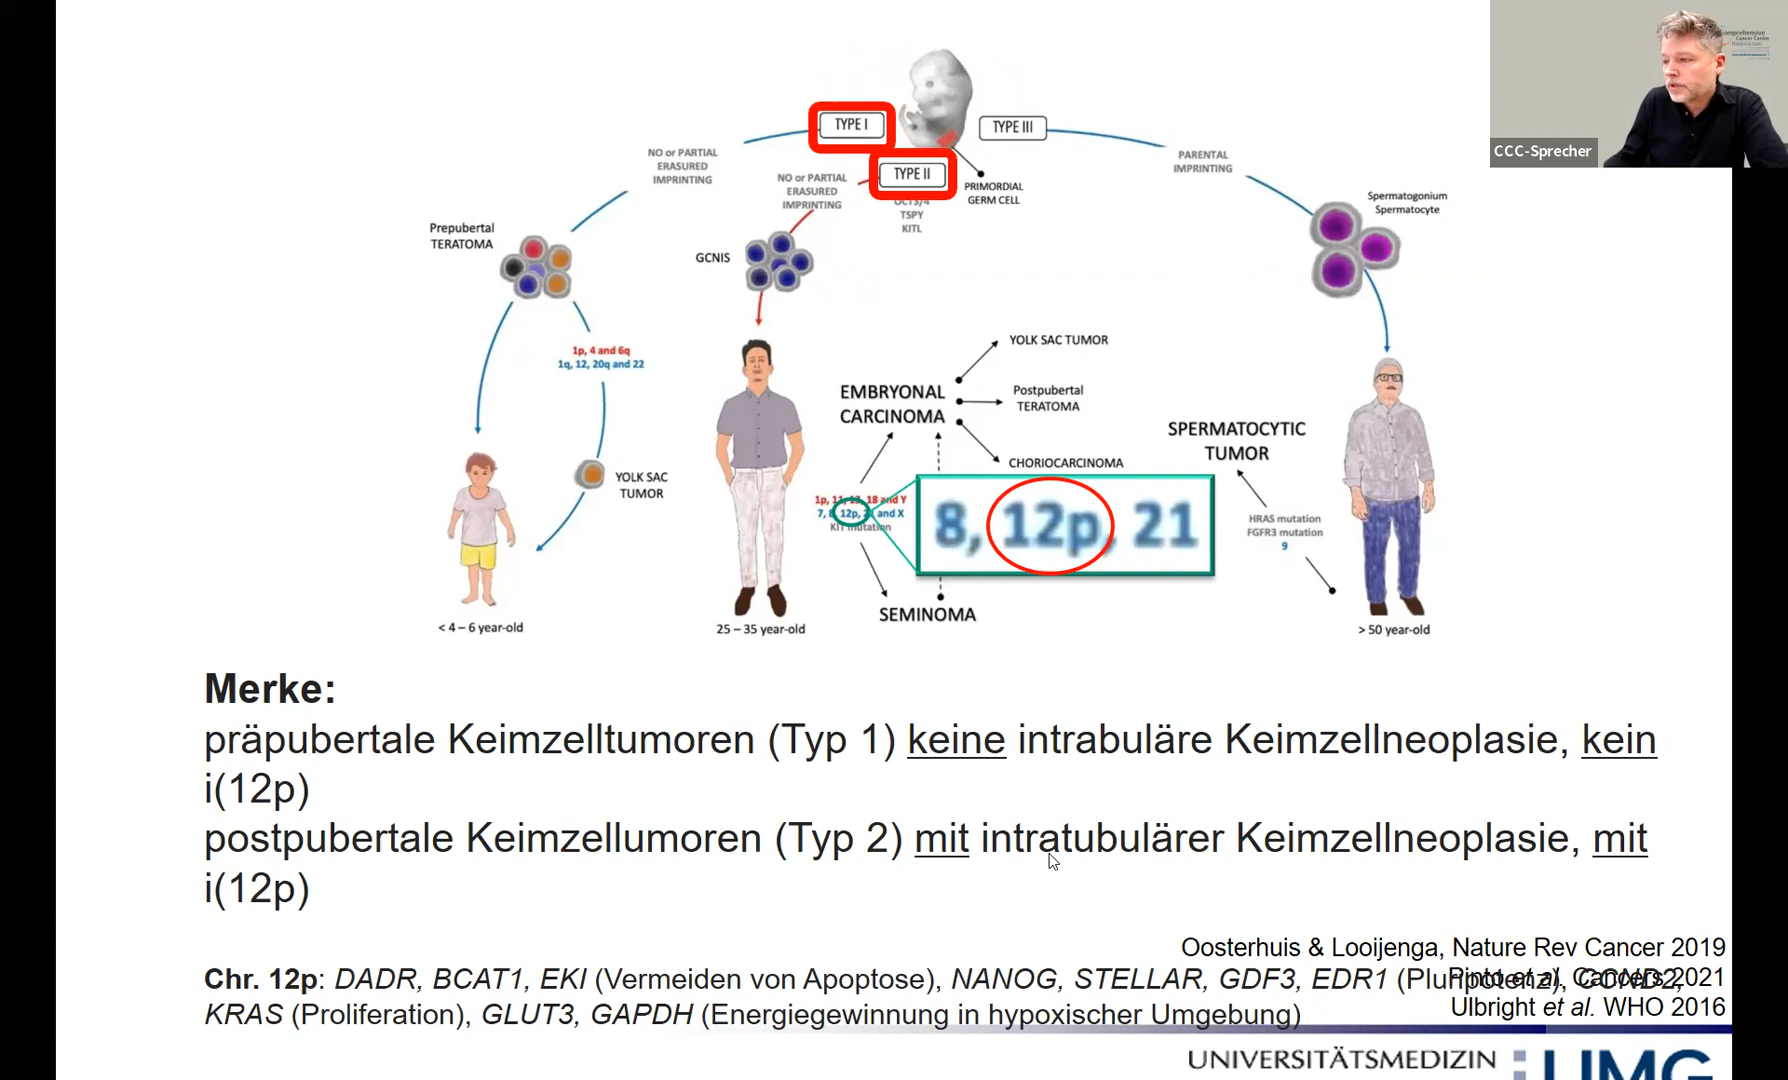 Comprehensive
Cancer Center
CCC-Sprecher
TYPE I
TYPE III
TYPE II
NO or PARTIAL
ERASURED
IMPRINTING
NO or PARTIAL
ERASURED
IMPRINTING
PRIMORDIAL
GERM CELL
PARENTAL
IMPRINTING
OCT3/4
TSPY
KITL
Spermatogonium
Spermatocyte
Prepubertal
TERATOMA
GCNIS
1p, 4 and 6q
1q, 12, 20q and 22
YOLK SAC TUMOR
EMBRYONAL
CARCINOMA
Postpubertal
TERATOMA
CHORIOCARCINOMA
SPERMATOCYTIC
TUMOR
YOLK SAC
TUMOR
1p, 11, 13, 18 and Y
7, 8, 12p, 21 and X
KIT mutation
8, 12p, 21
HRAS mutation
FGFR3 mutation
9
SEMINOMA
< 4 – 6 year-old
25 – 35 year-old
> 50 year-old
Merke:
präpubertale Keimzelltumoren (Typ 1) keine intrabuläre Keimzellneoplasie, kein
i(12p)
postpubertale Keimzellumoren (Typ 2) mit intratubulärer Keimzellneoplasie, mit
i(12p)
Oosterhuis & Looijenga, Nature Rev Cancer 2019
Pinto et al. Cancers 2021
Ulbright et al. WHO 2016
Chr. 12p: DADR, BCAT1, EKI (Vermeiden von Apoptose), NANOG, STELLAR, GDF3, EDR1 (Pluripotenz), CCND2,
KRAS (Proliferation), GLUT3, GAPDH (Energiegewinnung in hypoxischer Umgebung)
UNIVERSITÄTSMEDIZIN
UMG